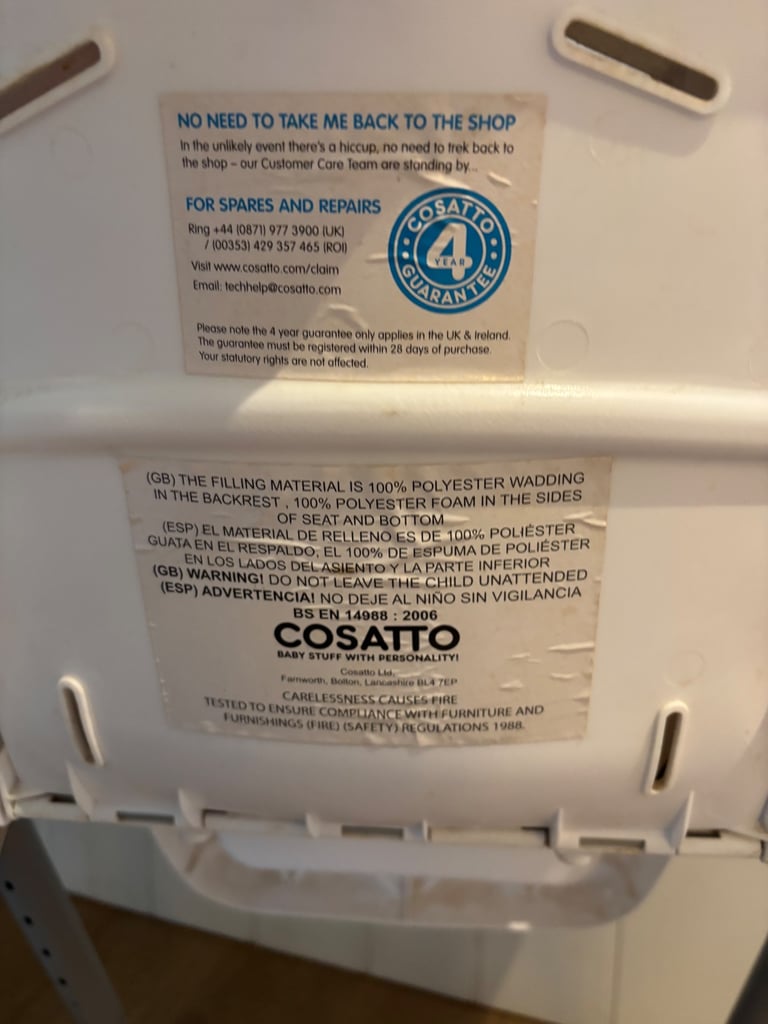 NO NEED TO TAKE ME BACK TO THE SHOP
In the unlikely event there's a hiccup, no need to trek back to
the shop – our Customer Care Team are standing by...
FOR SPARES AND REPAIRS
Ring +44 (0871) 977 3900 (UK)
/ (00353) 429 357 465 (ROI)
Visit www.cosatto.com/claim
Email: techhelp@cosatto.com
COSATTO
4
YEAR
GUARANTEE
Please note the 4 year guarantee only applies in the UK & Ireland.
The guarantee must be registered within 28 days of purchase.
Your statutory rights are not affected.
(GB) THE FILLING MATERIAL IS 100% POLYESTER WADDING
IN THE BACKREST , 100% POLYESTER FOAM IN THE SIDES
OF SEAT AND BOTTOM
(ESP) EL MATERIAL DE RELLENO ES DE 100% POLIÉSTER
GUATA EN EL RESPALDO, EL 100% DE ESPUMA DE POLIÉSTER
EN LOS LADOS DEL ASIENTO Y LA PARTE INFERIOR
(GB) WARNING! DO NOT LEAVE THE CHILD UNATTENDED
(ESP) ADVERTENCIA! NO DEJE AL NIÑO SIN VIGILANCIA
BS EN 14988 : 2006
COSATTO
BABY STUFF WITH PERSONALITY!
Cosatto Ltd,
Farnworth, Bolton, Lancashire BL4 7EP
CARELESSNESS CAUSES FIRE
TESTED TO ENSURE COMPLIANCE WITH FURNITURE AND
FURNISHINGS (FIRE) (SAFETY) REGULATIONS 1988.